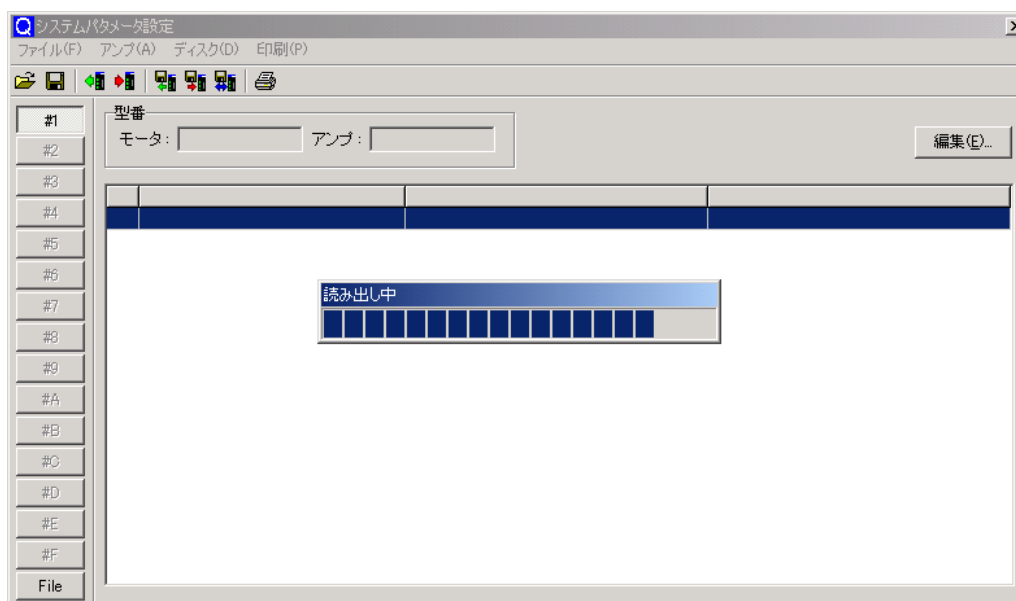 Q システムパラメータ設定
ファイル(F) アンプ(A) ディスク(D) 印刷(P)
#1
#2
#3
#4
#5
#6
#7
#8
#9
#A
#B
#C
#D
#E
#F
File
型番
モータ: アンプ:
編集(E)...
読み出し中